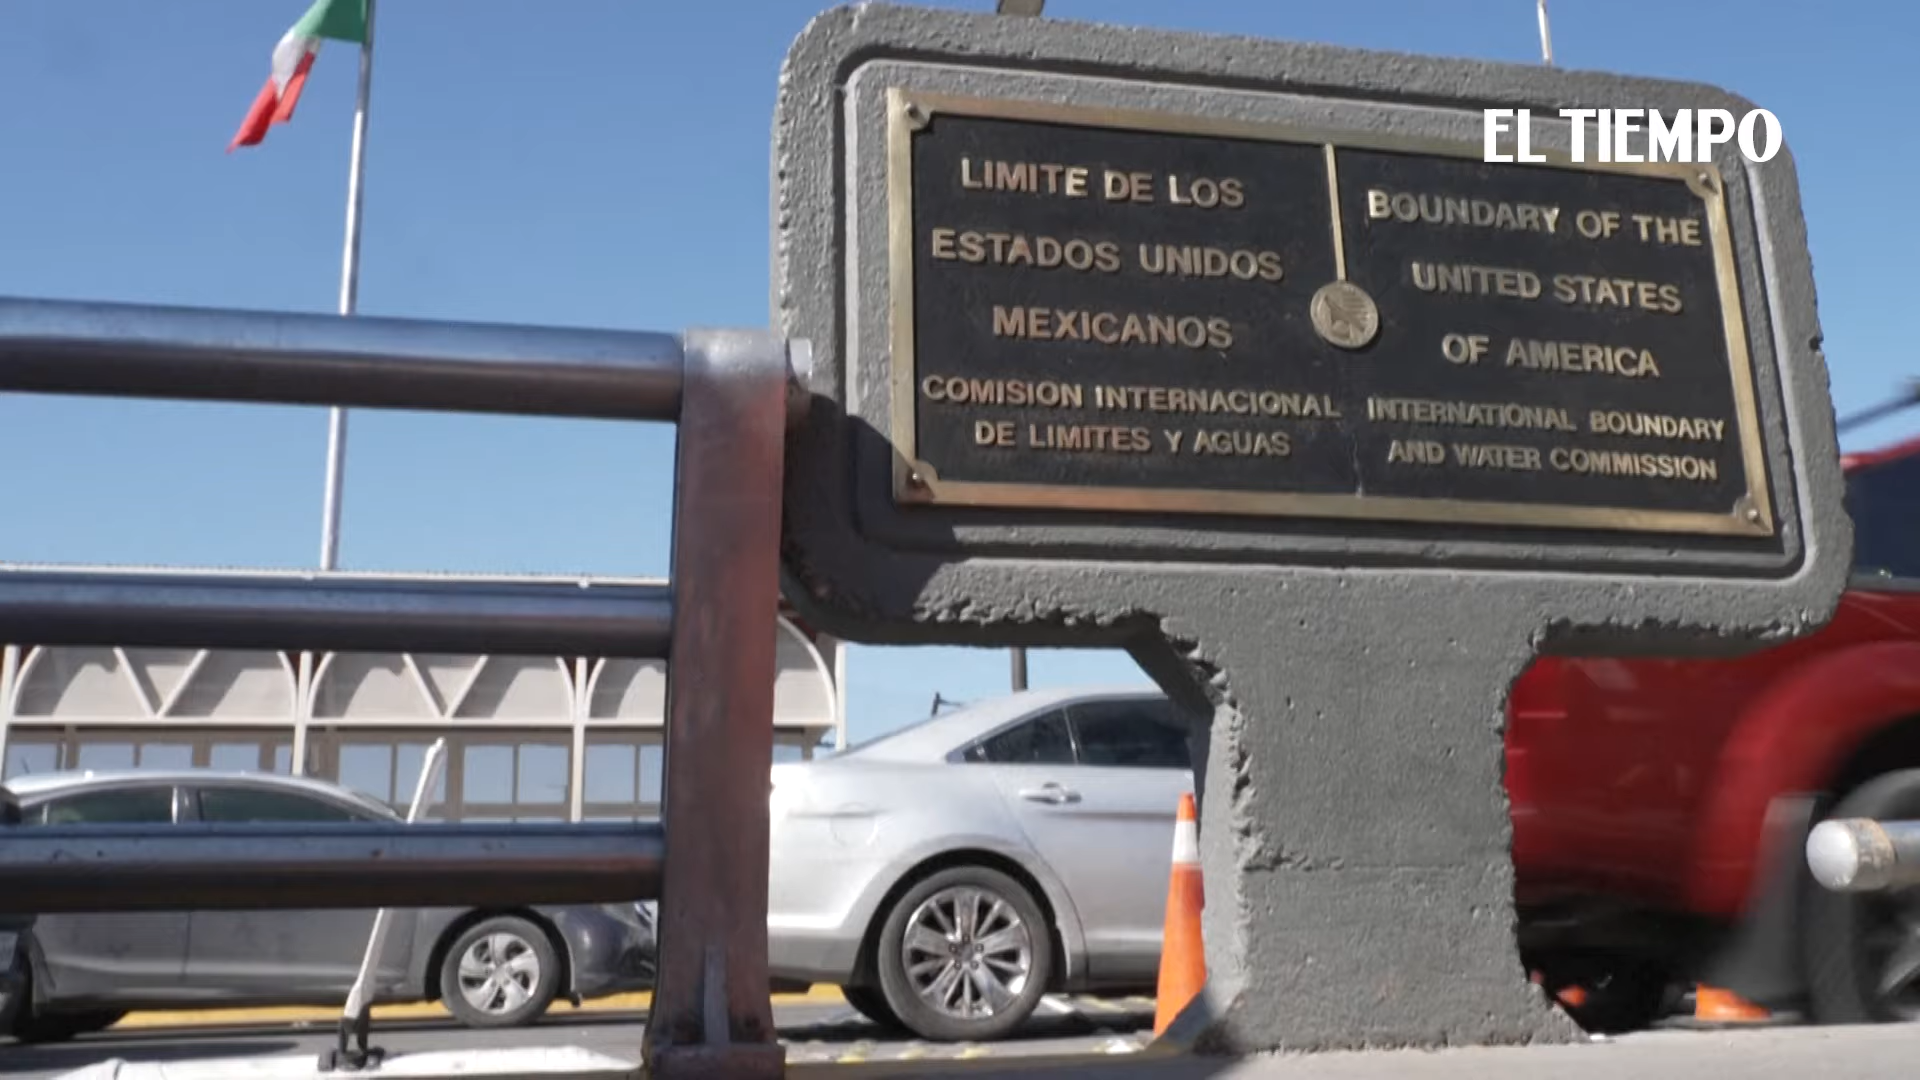 EL TIEMPO
LIMITE DE LOS
ESTADOS UNIDOS
MEXICANOS
COMISION INTERNACIONAL
DE LIMITES Y AGUAS
BOUNDARY OF THE
UNITED STATES
OF AMERICA
INTERNATIONAL BOUNDARY
AND WATER COMMISSION